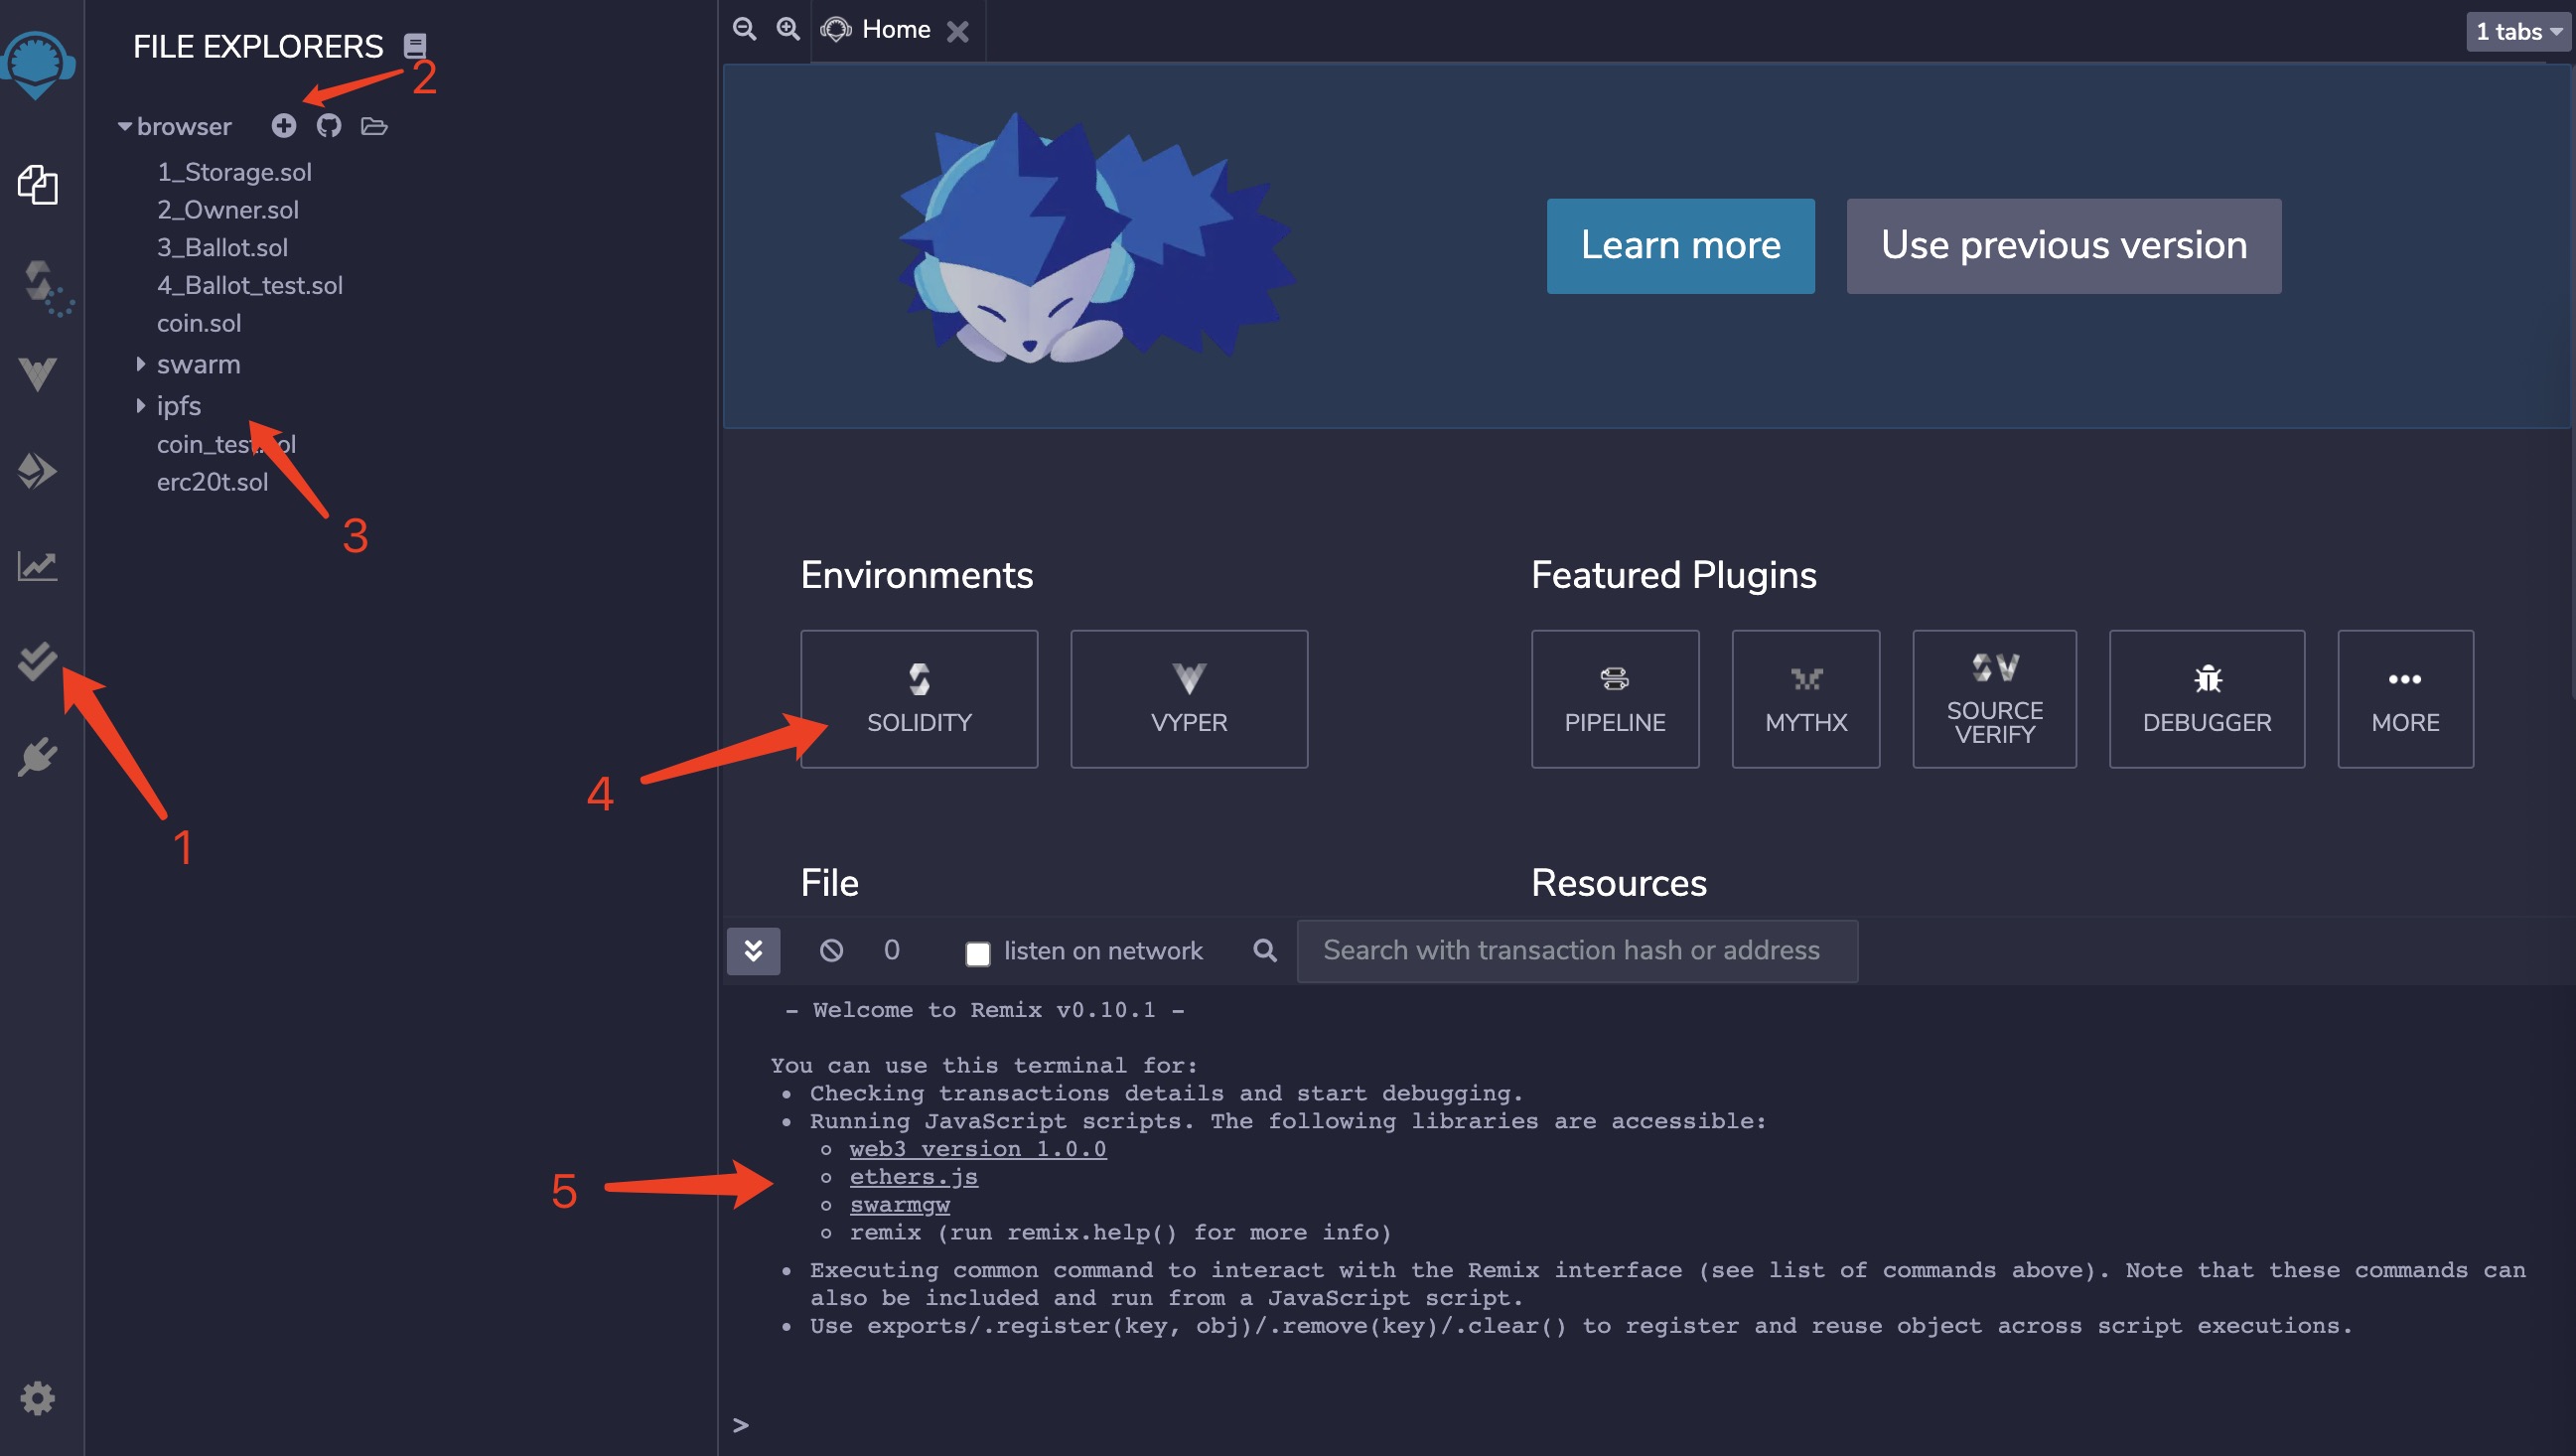 FILE EXPLORERS
2
browser
1_Storage.sol
2_Owner.sol
3_Ballot.sol
4_Ballot_test.sol
coin.sol
swarm
ipfs
coin_test.sol
erc20t.sol
3
1
Home
1 tabs
Learn more
Use previous version
Environments
Featured Plugins
SOLIDITY
VYPER
PIPELINE
MYTHX
SOURCE
VERIFY
DEBUGGER
MORE
4
File
Resources
0
listen on network
Search with transaction hash or address
- Welcome to Remix v0.10.1 -
You can use this terminal for:
• Checking transactions details and start debugging.
• Running JavaScript scripts. The following libraries are accessible:
○ web3 version 1.0.0
○ ethers.js
○ swarmgw
○ remix (run remix.help() for more info)
5
• Executing common command to interact with the Remix interface (see list of commands above). Note that these commands can
also be included and run from a JavaScript script.
• Use exports/.register(key, obj)/.remove(key)/.clear() to register and reuse object across script executions.
>